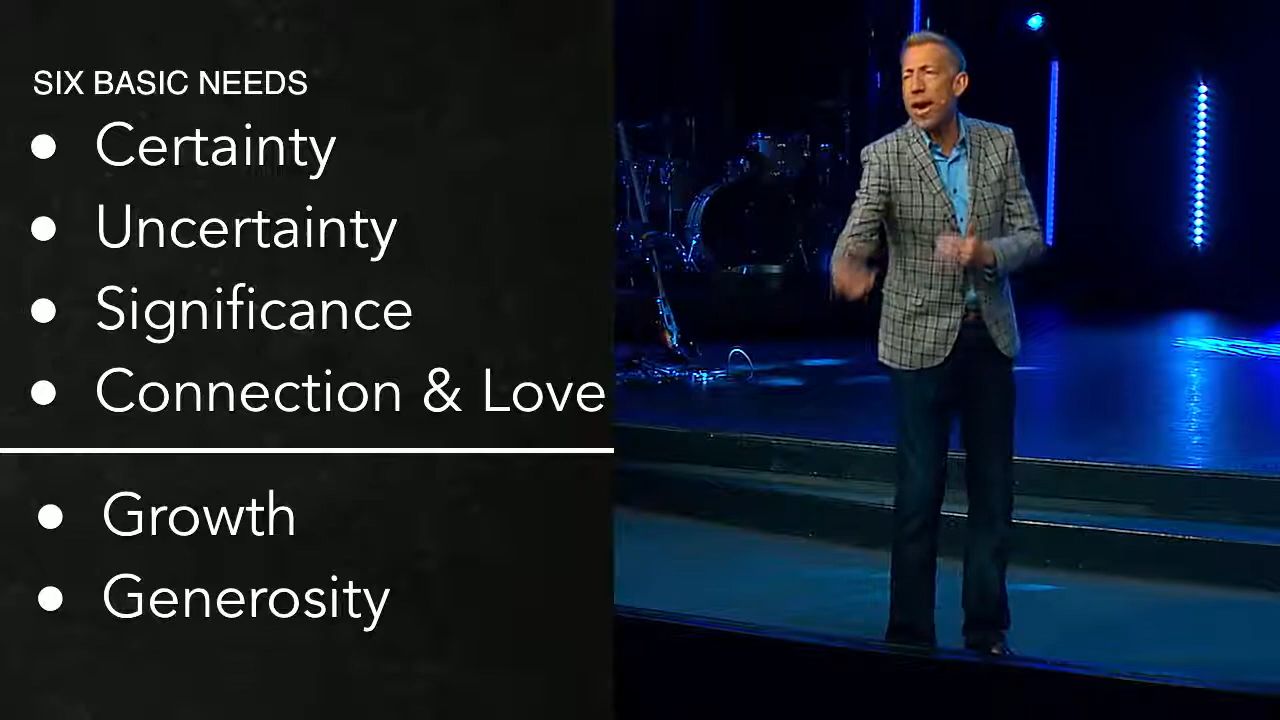 SIX BASIC NEEDS
• Certainty
• Uncertainty
• Significance
• Connection & Love
• Growth
• Generosity